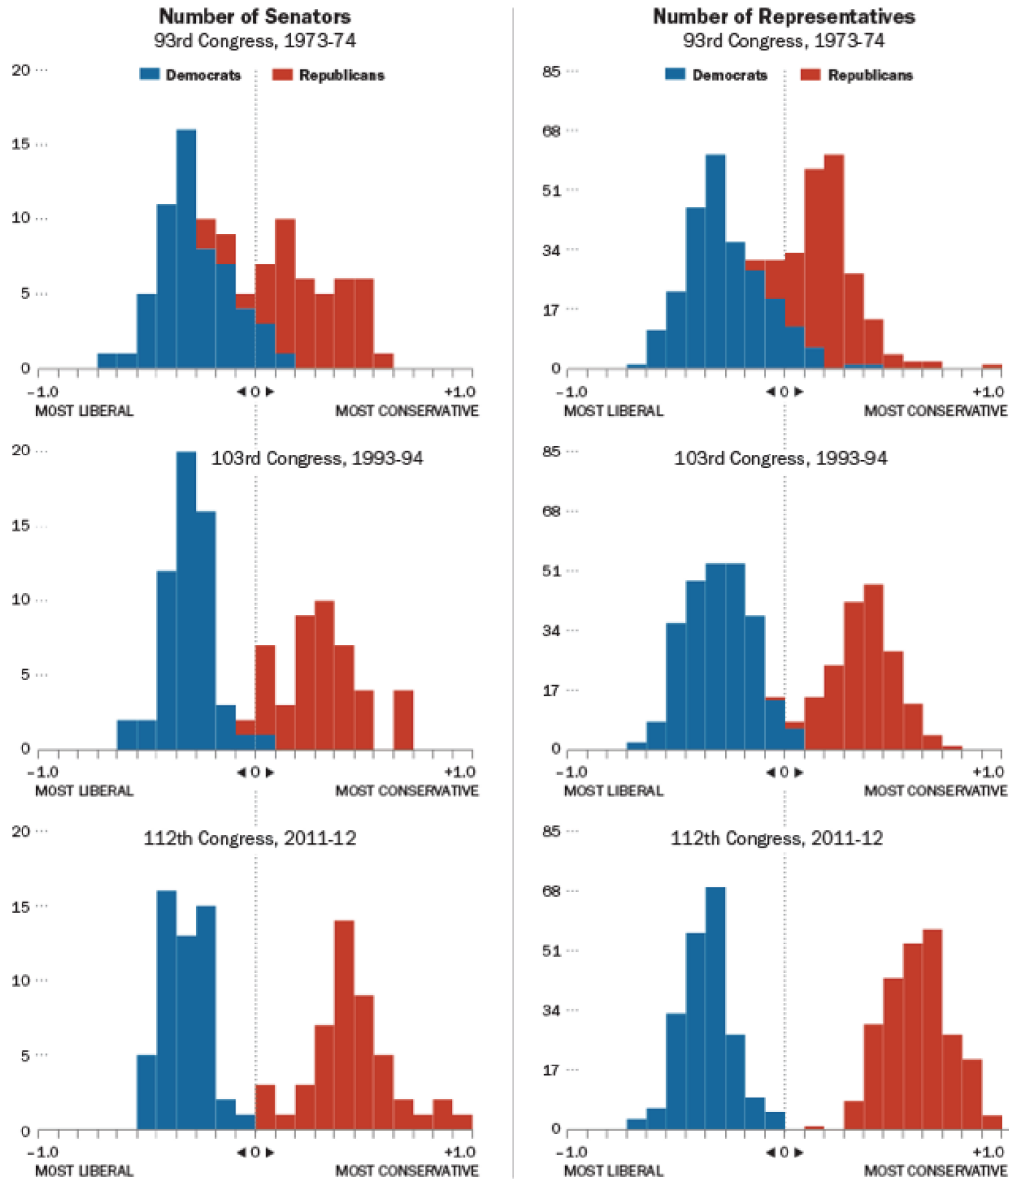 Number of Senators
93rd Congress, 1973-74
Democrats Republicans
20
15
10
5
0
-1.0 ◄ 0 ► +1.0
MOST LIBERAL MOST CONSERVATIVE
103rd Congress, 1993-94
20
15
10
5
0
-1.0 ◄ 0 ► +1.0
MOST LIBERAL MOST CONSERVATIVE
112th Congress, 2011-12
20
15
10
5
0
-1.0 ◄ 0 ► +1.0
MOST LIBERAL MOST CONSERVATIVE
Number of Representatives
93rd Congress, 1973-74
Democrats Republicans
85
68
51
34
17
0
-1.0 ◄ 0 ► +1.0
MOST LIBERAL MOST CONSERVATIVE
103rd Congress, 1993-94
85
68
51
34
17
0
-1.0 ◄ 0 ► +1.0
MOST LIBERAL MOST CONSERVATIVE
112th Congress, 2011-12
85
68
51
34
17
0
-1.0 ◄ 0 ► +1.0
MOST LIBERAL MOST CONSERVATIVE